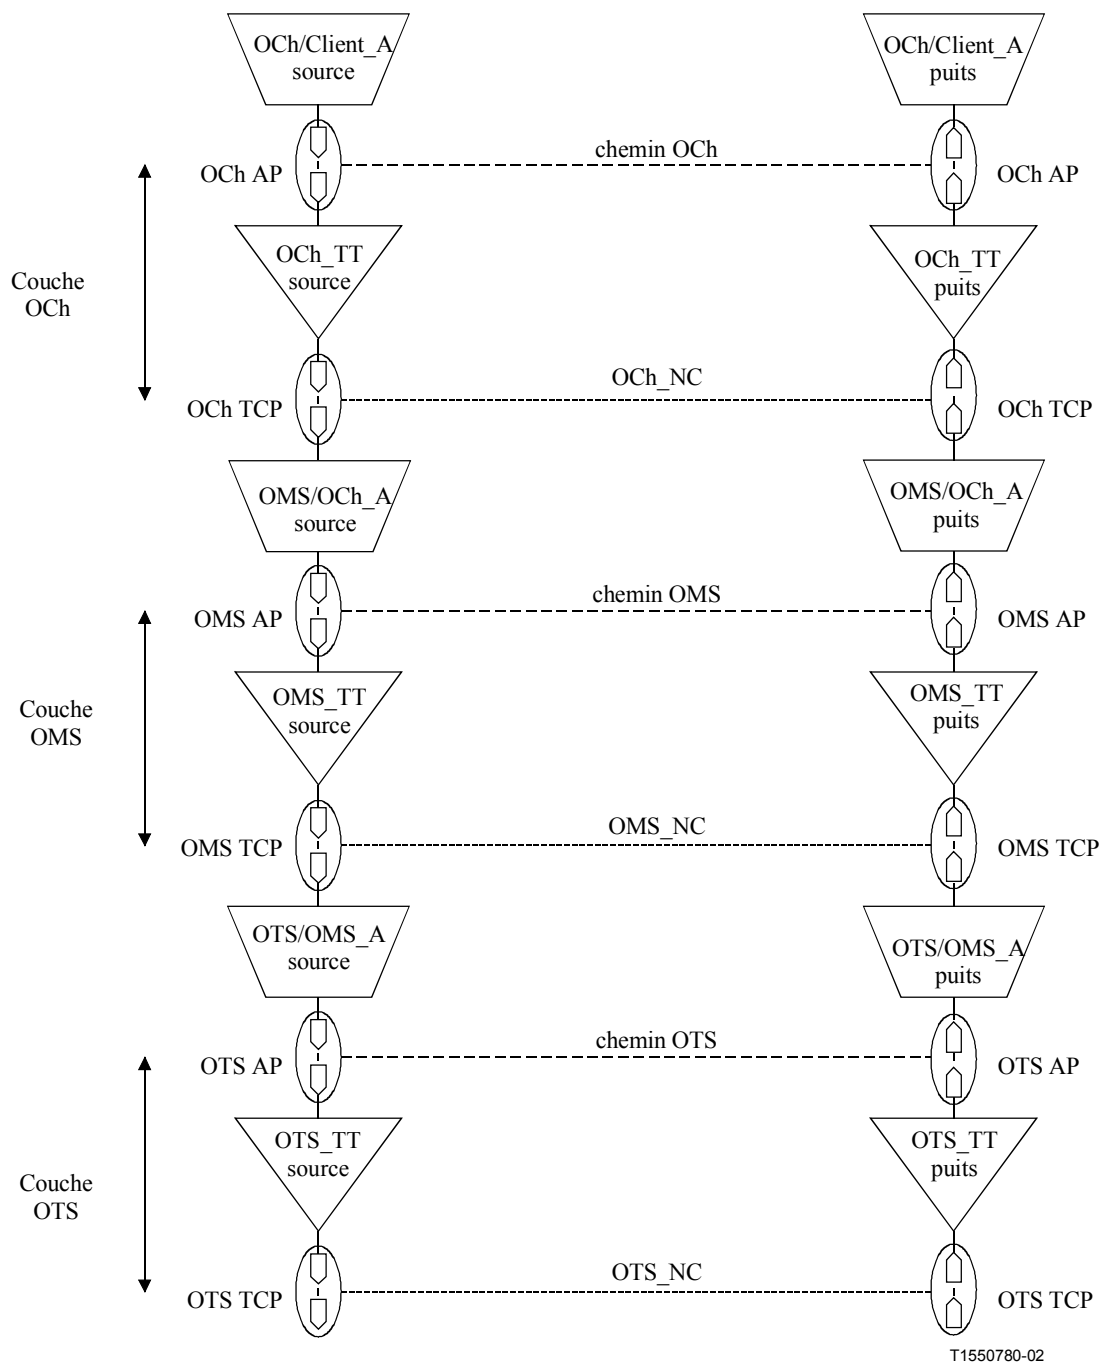 OCh/Client_A
source
OCh/Client_A
puits
chemin OCh
OCh AP
OCh AP
OCh_TT
source
OCh_TT
puits
Couche
OCh
OCh_NC
OCh TCP
OCh TCP
OMS/OCh_A
source
OMS/OCh_A
puits
chemin OMS
OMS AP
OMS AP
OMS_TT
source
OMS_TT
puits
Couche
OMS
OMS_NC
OMS TCP
OMS TCP
OTS/OMS_A
source
OTS/OMS_A
puits
chemin OTS
OTS AP
OTS AP
OTS_TT
source
OTS_TT
puits
Couche
OTS
OTS_NC
OTS TCP
OTS TCP
T1550780-02